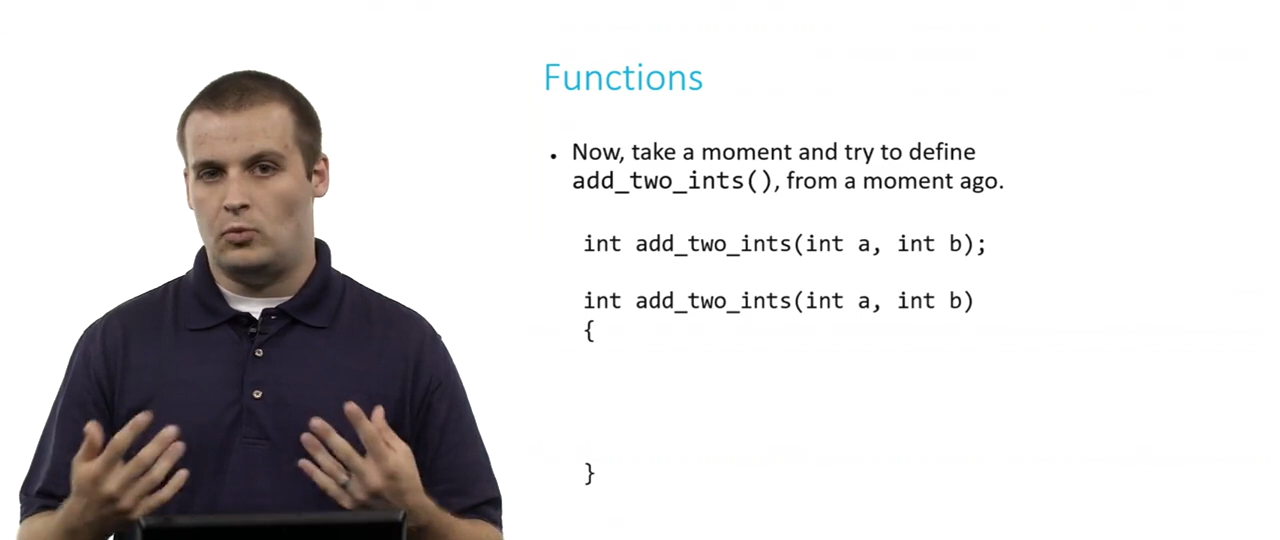 Functions
• Now, take a moment and try to define
add_two_ints(), from a moment ago.
int add_two_ints(int a, int b);
int add_two_ints(int a, int b)
{
}